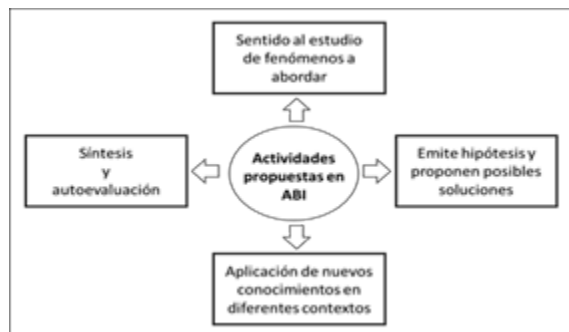 Sentido al estudio
de fenómenos a
abordar
Síntesis
y
autoevaluación
Actividades
propuestas en
ABI
Emite hipótesis y
proponen posibles
soluciones
Aplicación de nuevos
conocimientos en
diferentes contextos